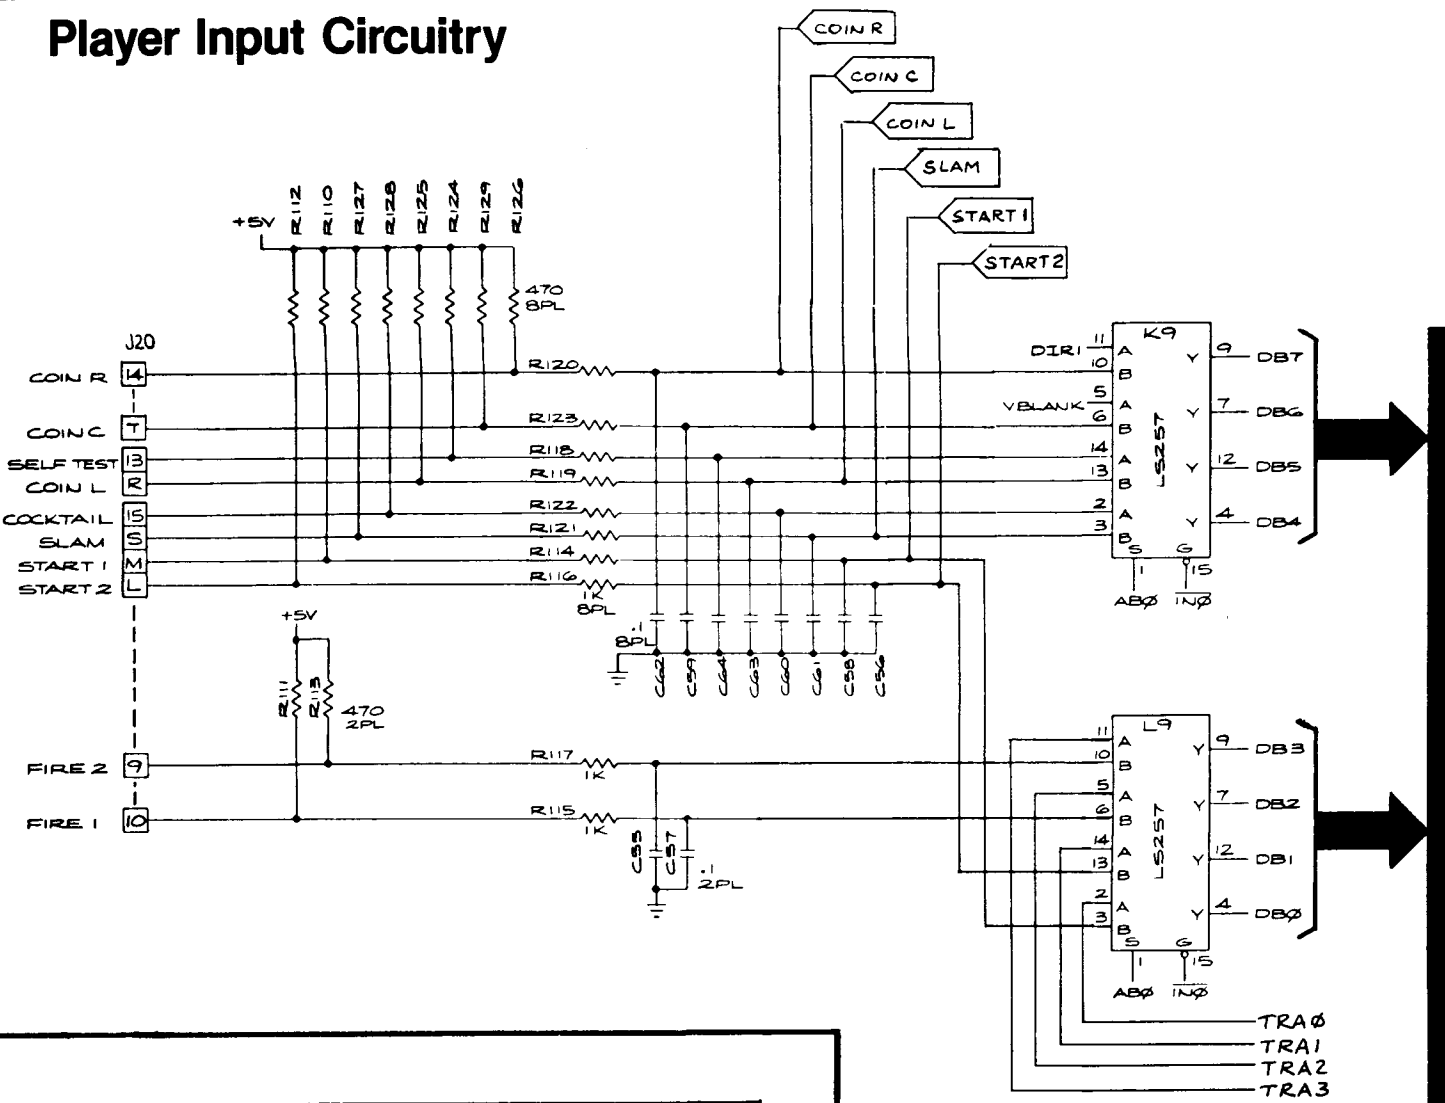 Player Input Circuitry
COIN R
COIN C
COIN L
SLAM
START 1
START 2
+5V
R112
R110
R127
R128
R125
R124
R129
R126
470
8PL
J20
COIN R 14
COIN C T
SELF TEST 13
COIN L R
COCKTAIL 15
SLAM S
START 1 M
START 2 L
R120
R123
R118
R119
R122
R121
R114
R116
1K
8PL
.1
8PL
C62
C59
C64
C63
C60
C61
C58
C56
K9
LS257
DIR1 11 A
10 B
VBLANK 5 A
6 B
14 A
13 B
2 A
3 B
Y 9 DB7
Y 7 DB6
Y 12 DB5
Y 4 DB4
S G
1 15
ABØ INØ
+5V
R111
R113
470
2PL
FIRE 2 9
FIRE 1 10
R117
1K
R115
1K
C55
C57
.1
2PL
L9
LS257
11 A
10 B
5 A
6 B
14 A
13 B
2 A
3 B
Y 9 DB3
Y 7 DB2
Y 12 DB1
Y 4 DBØ
S G
1 15
ABØ INØ
TRAØ
TRA1
TRA2
TRA3